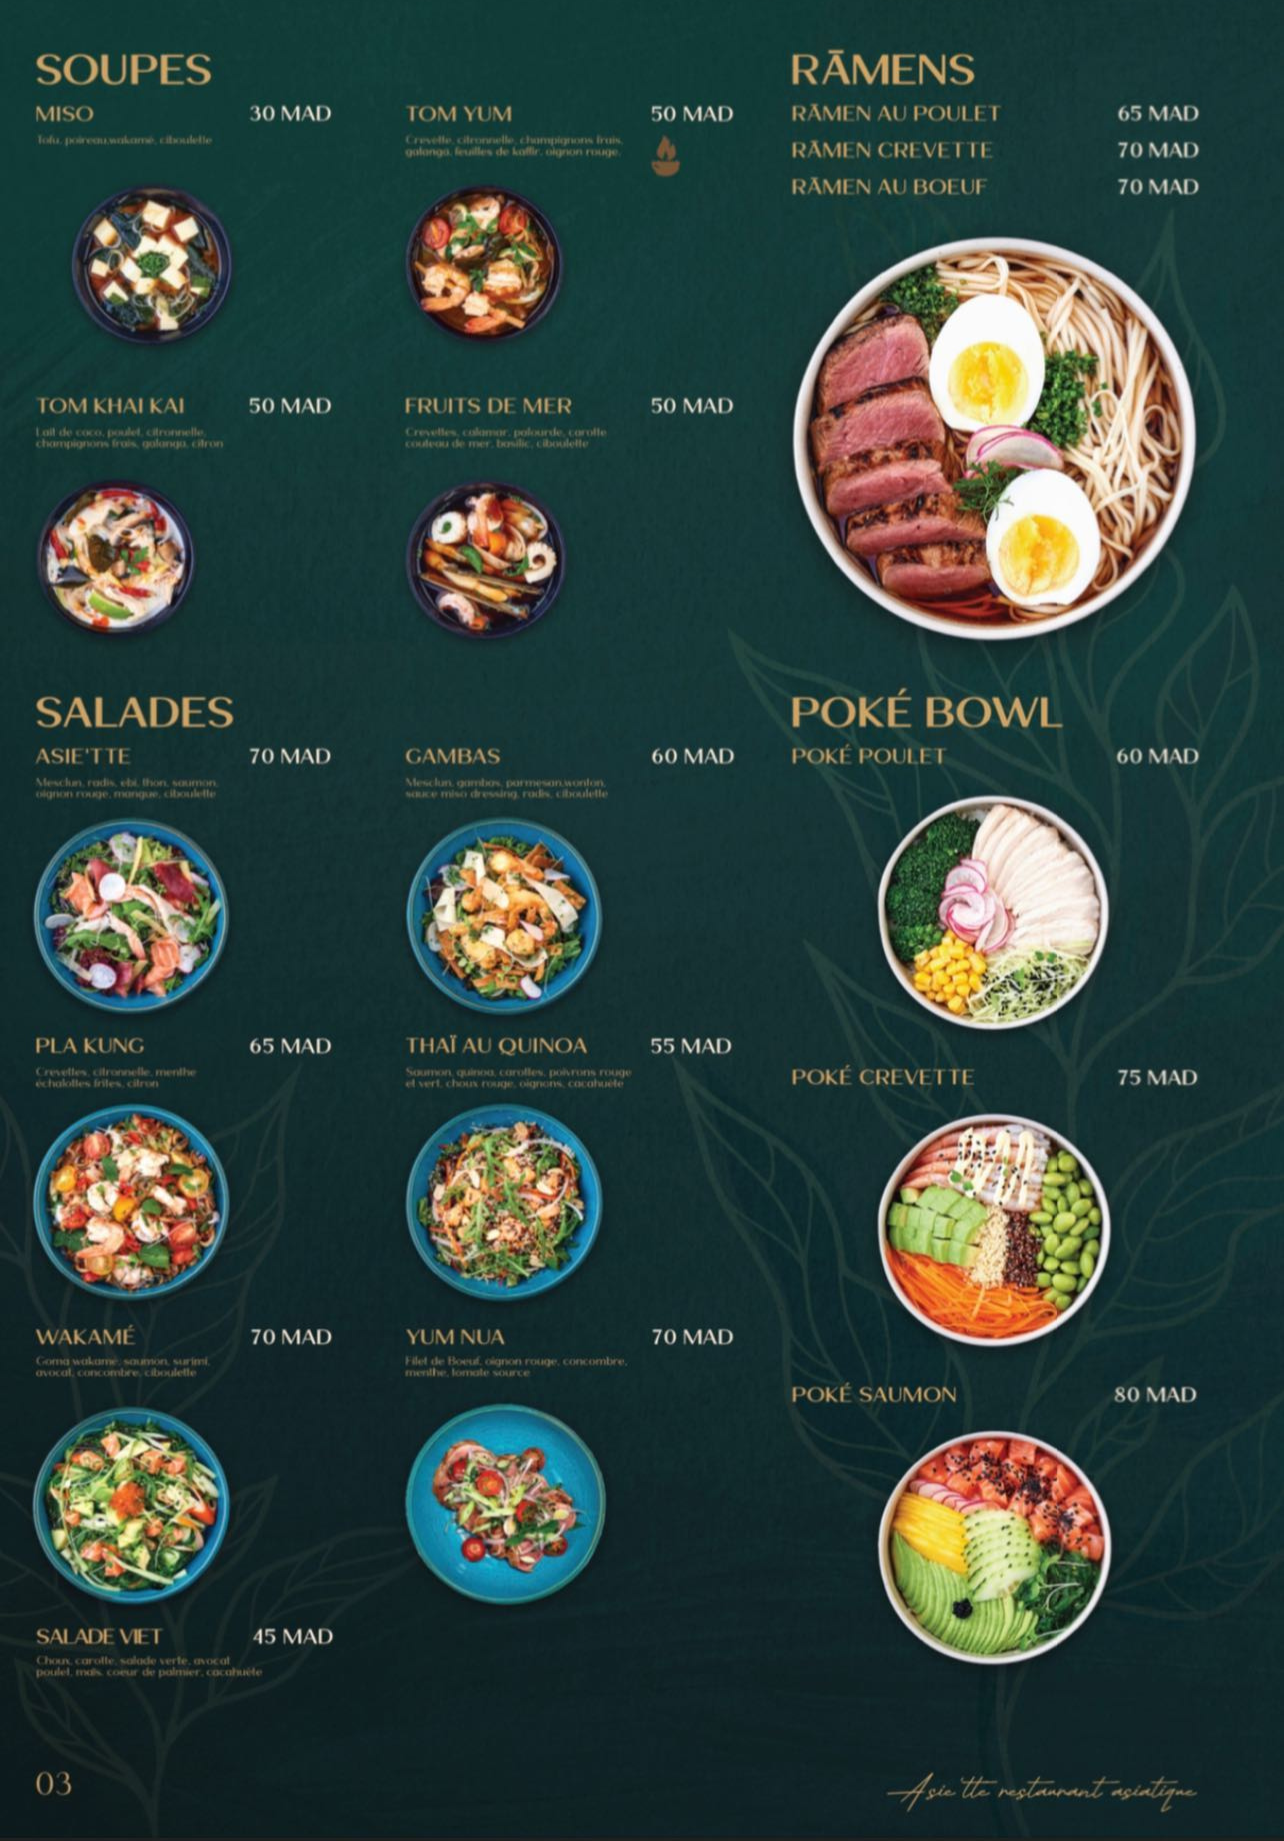 SOUPES
MISO 30 MAD
Tofu, poireau,wakamé, ciboulette
TOM YUM 50 MAD
Crevette, citronnelle, champignons frais,
galanga, feuilles de kaffir, oignon rouge.
TOM KHAI KAI 50 MAD
Lait de coco, poulet, citronnelle,
champignons frais, galanga, citron
FRUITS DE MER 50 MAD
Crevettes, calamar, palourde, carotte
couteau de mer, basilic, ciboulette
RĀMENS
RĀMEN AU POULET 65 MAD
RĀMEN CREVETTE 70 MAD
RĀMEN AU BOEUF 70 MAD
SALADES
ASIE'TTE 70 MAD
Mesclun, radis, ebi, thon, saumon,
oignon rouge, mangue, ciboulette
GAMBAS 60 MAD
Mesclun, gambas, parmesan,wonton,
sauce miso dressing, radis, ciboulette
PLA KUNG 65 MAD
Crevettes, citronnelle, menthe
échalottes frites, citron
THAÏ AU QUINOA 55 MAD
Saumon, quinoa, carottes, poivrons rouge
et vert, choux rouge, oignons, cacahuète
WAKAMÉ 70 MAD
Goma wakamé, saumon, surimi,
avocat, concombre, ciboulette
YUM NUA 70 MAD
Filet de Boeuf, oignon rouge, concombre,
menthe, tomate source
SALADE VIET 45 MAD
Choux, carotte, salade verte, avocat
poulet, maïs, coeur de palmier, cacahuète
POKÉ BOWL
POKÉ POULET 60 MAD
POKÉ CREVETTE 75 MAD
POKÉ SAUMON 80 MAD
03
Asie'tte restaurant asiatique